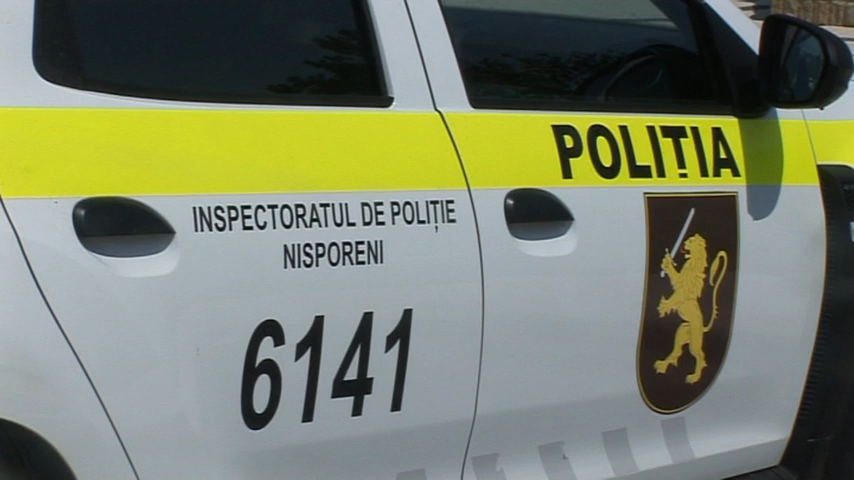 POLIȚIA
INSPECTORATUL DE POLIȚIE
NISPORENI
6141